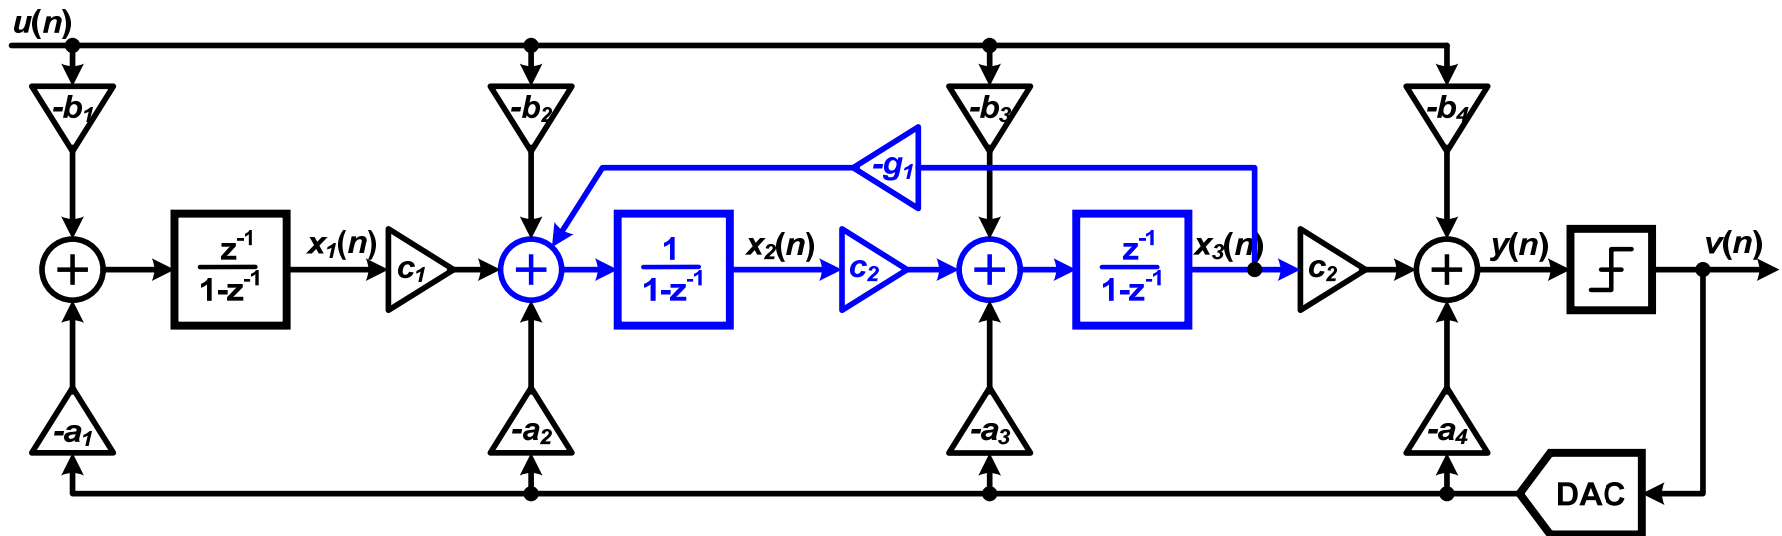 u(n)
-b1 -b2 -b3 -b4
-g1
z-1
1-z-1
x1(n)
c1
1
1-z-1
x2(n)
c2
z-1
1-z-1
x3(n)
c2
y(n)
v(n)
-a1 -a2 -a3 -a4
DAC